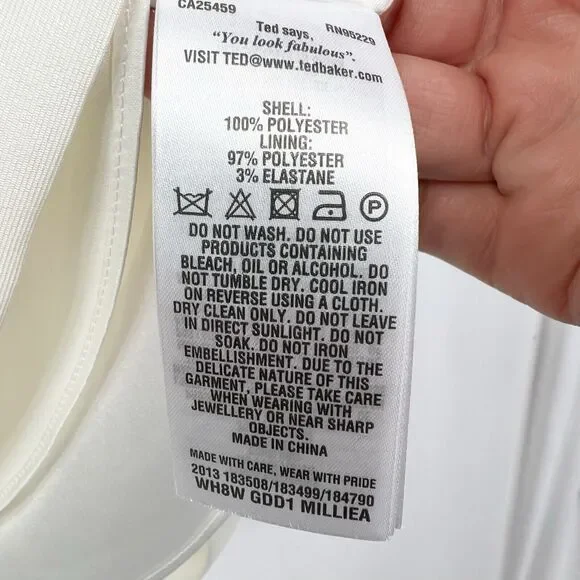 CA25459 RN95229
Ted says,
"You look fabulous".
VISIT TED@www.tedbaker.com
SHELL:
100% POLYESTER
LINING:
97% POLYESTER
3% ELASTANE
P
DO NOT WASH. DO NOT USE
PRODUCTS CONTAINING
BLEACH, OIL OR ALCOHOL. DO
NOT TUMBLE DRY. COOL IRON
ON REVERSE USING A CLOTH.
DRY CLEAN ONLY. DO NOT LEAVE
IN DIRECT SUNLIGHT. DO NOT
SOAK. DO NOT IRON
EMBELLISHMENT. DUE TO THE
DELICATE NATURE OF THIS
GARMENT, PLEASE TAKE CARE
WHEN WEARING WITH
JEWELLERY OR NEAR SHARP
OBJECTS.
MADE IN CHINA
MADE WITH CARE, WEAR WITH PRIDE
2013 183508/183499/184790
WH8W GDD1 MILLIEA